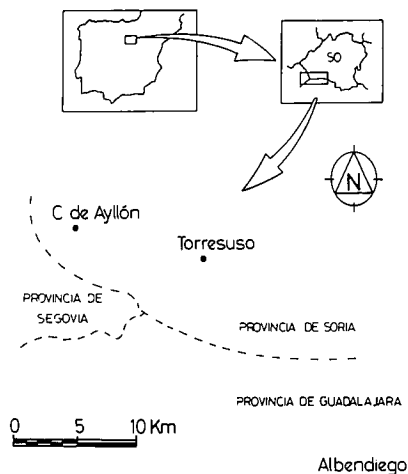 SO
N
C de Ayllón
Torresuso
PROVINCIA DE
SEGOVIA
PROVINCIA DE SORIA
PROVINCIA DE GUADALAJARA
0 5 10 Km
Albendiego